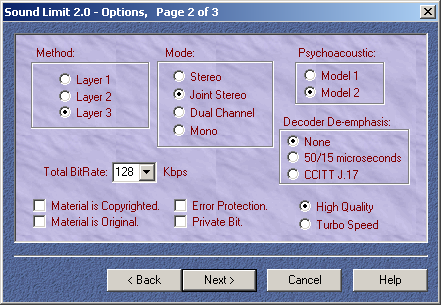 Sound Limit 2.0 - Options, Page 2 of 3
Method:
Layer 1
Layer 2
Layer 3
Mode:
Stereo
Joint Stereo
Dual Channel
Mono
Psychoacoustic:
Model 1
Model 2
Decoder De-emphasis:
None
50/15 microseconds
CCITT J.17
Total BitRate: 128 Kbps
Material is Copyrighted.
Material is Original.
Error Protection.
Private Bit.
High Quality
Turbo Speed
< Back Next > Cancel Help